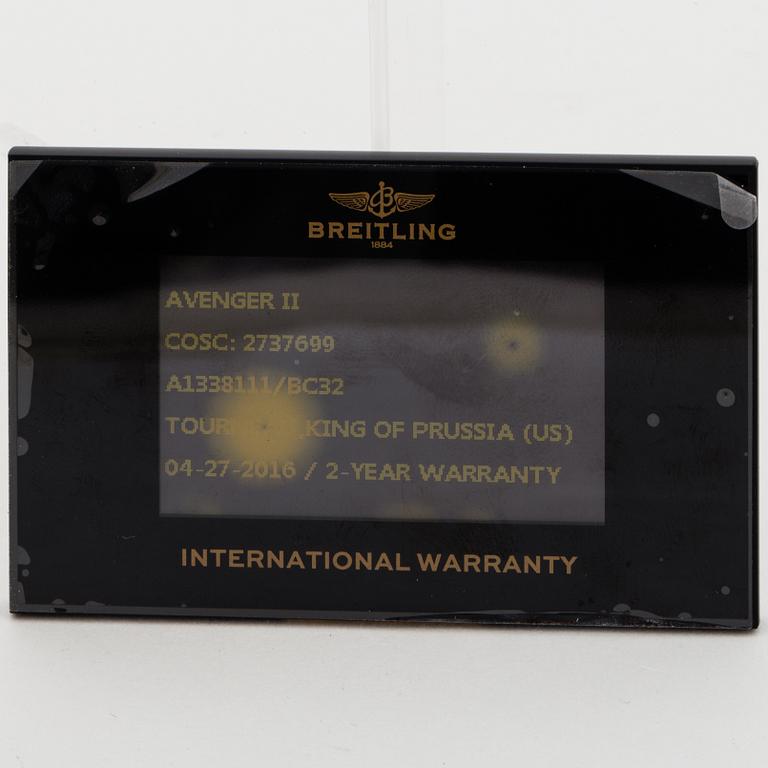 BREITLING
1884
AVENGER II
COSC: 2737699
A1338111/BC32
KING OF PRUSSIA (US)
04-27-2016 / 2-YEAR WARRANTY
INTERNATIONAL WARRANTY